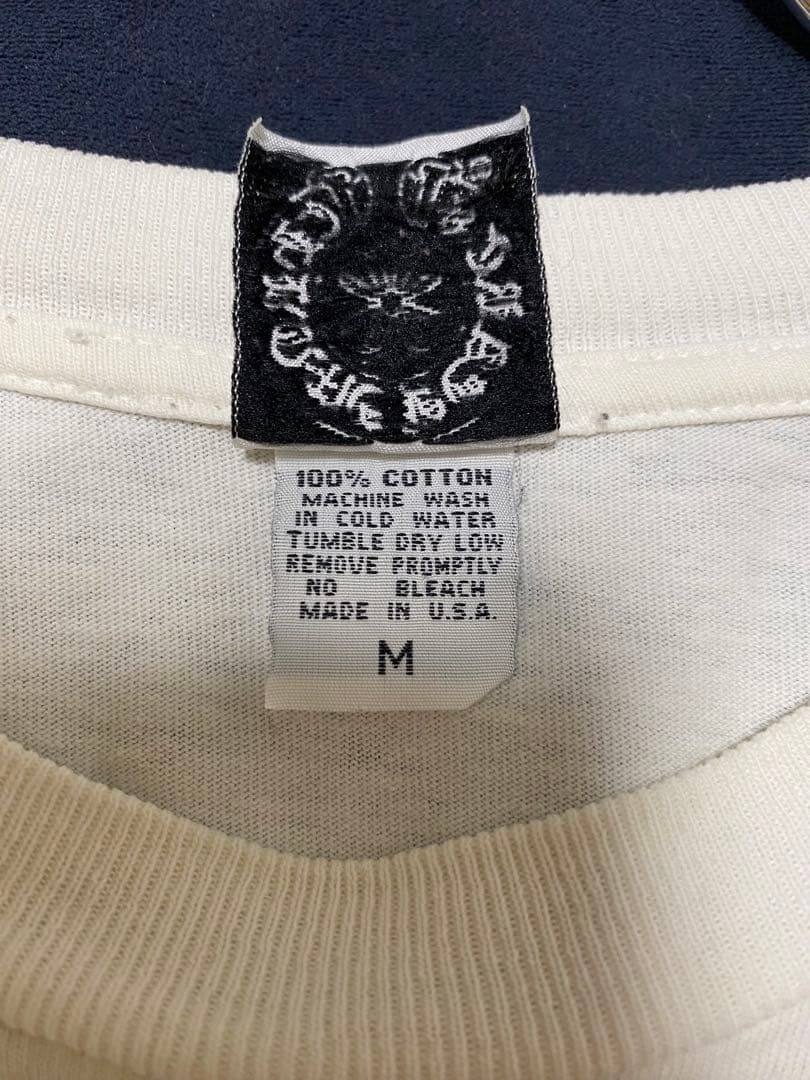 100% COTTON
MACHINE WASH
IN COLD WATER
TUMBLE DRY LOW
REMOVE PROMPTLY
NO BLEACH
MADE IN U.S.A.
M